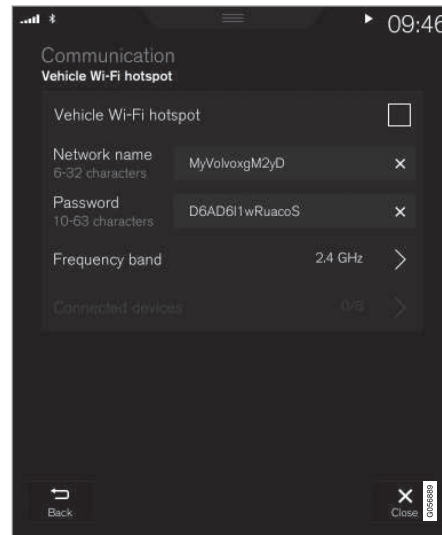 09:46
Communication
Vehicle Wi-Fi hotspot
Vehicle Wi-Fi hotspot
Network name
6-32 characters
MyVolvoxgM2yD
Password
10-63 characters
D6AD6I1wRuacoS
Frequency band
2.4 GHz
Connected devices
0/8
Back
Close
G056889